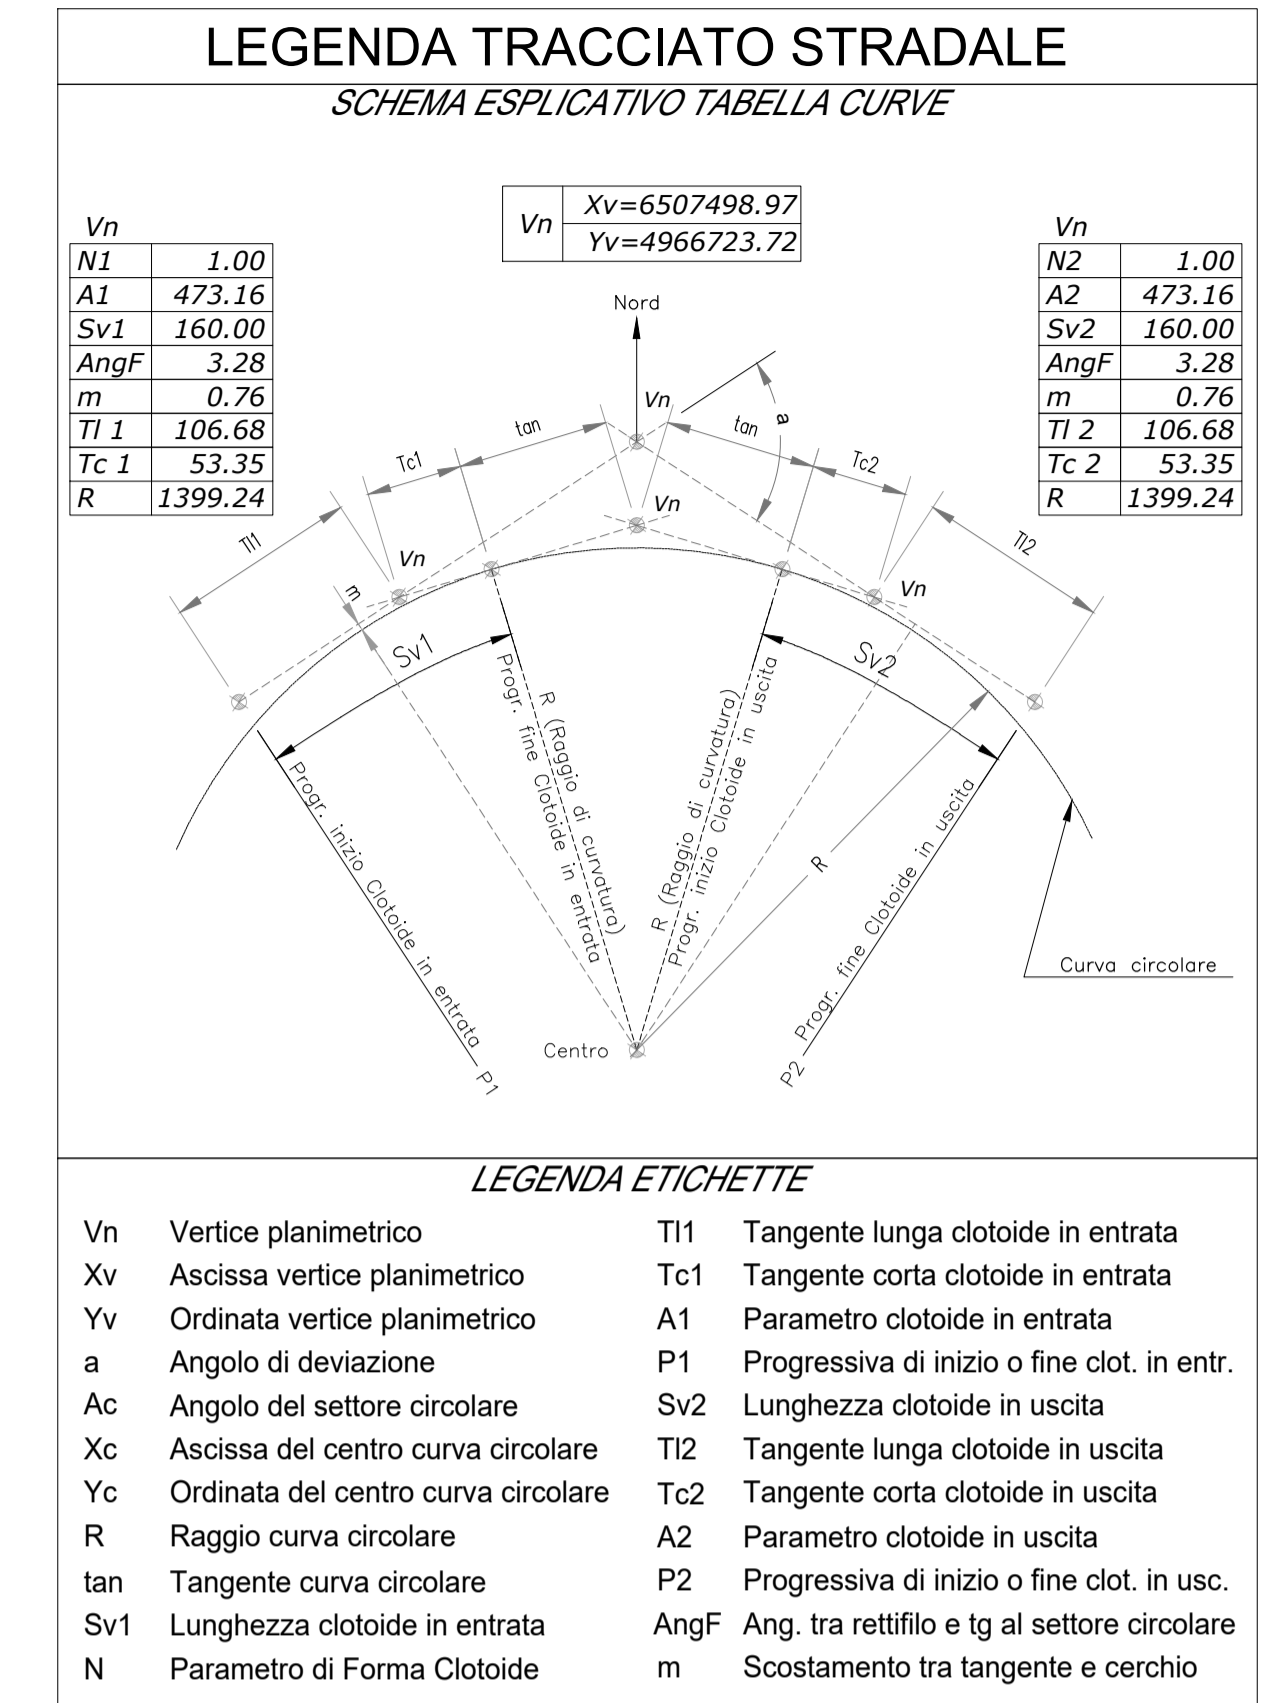 LEGENDA TRACCIATO STRADALE
SCHEMA ESPLICATIVO TABELLA CURVE
Vn Xv=6507498.97
Yv=4966723.72
Vn
N1 1.00
A1 473.16
Sv1 160.00
AngF 3.28
m 0.76
Tl 1 106.68
Tc 1 53.35
R 1399.24
Vn
N2 1.00
A2 473.16
Sv2 160.00
AngF 3.28
m 0.76
Tl 2 106.68
Tc 2 53.35
R 1399.24
Nord
Vn
a
tan
tan
Tc1
Tc2
Vn
Tl1
Tl2
Vn
Vn
m
Sv1
Sv2
R (Raggio di curvatura)
Progr. fine Clotoide in entrata
R (Raggio di curvatura)
Progr. inizio Clotoide in uscita
Progr. inizio Clotoide in entrata
P1
R
Progr. fine Clotoide in uscita
P2
Curva circolare
Centro
LEGENDA ETICHETTE
Vn Vertice planimetrico
Xv Ascissa vertice planimetrico
Yv Ordinata vertice planimetrico
a Angolo di deviazione
Ac Angolo del settore circolare
Xc Ascissa del centro curva circolare
Yc Ordinata del centro curva circolare
R Raggio curva circolare
tan Tangente curva circolare
Sv1 Lunghezza clotoide in entrata
N Parametro di Forma Clotoide
Tl1 Tangente lunga clotoide in entrata
Tc1 Tangente corta clotoide in entrata
A1 Parametro clotoide in entrata
P1 Progressiva di inizio o fine clot. in entr.
Sv2 Lunghezza clotoide in uscita
Tl2 Tangente lunga clotoide in uscita
Tc2 Tangente corta clotoide in uscita
A2 Parametro clotoide in uscita
P2 Progressiva di inizio o fine clot. in usc.
AngF Ang. tra rettifilo e tg al settore circolare
m Scostamento tra tangente e cerchio